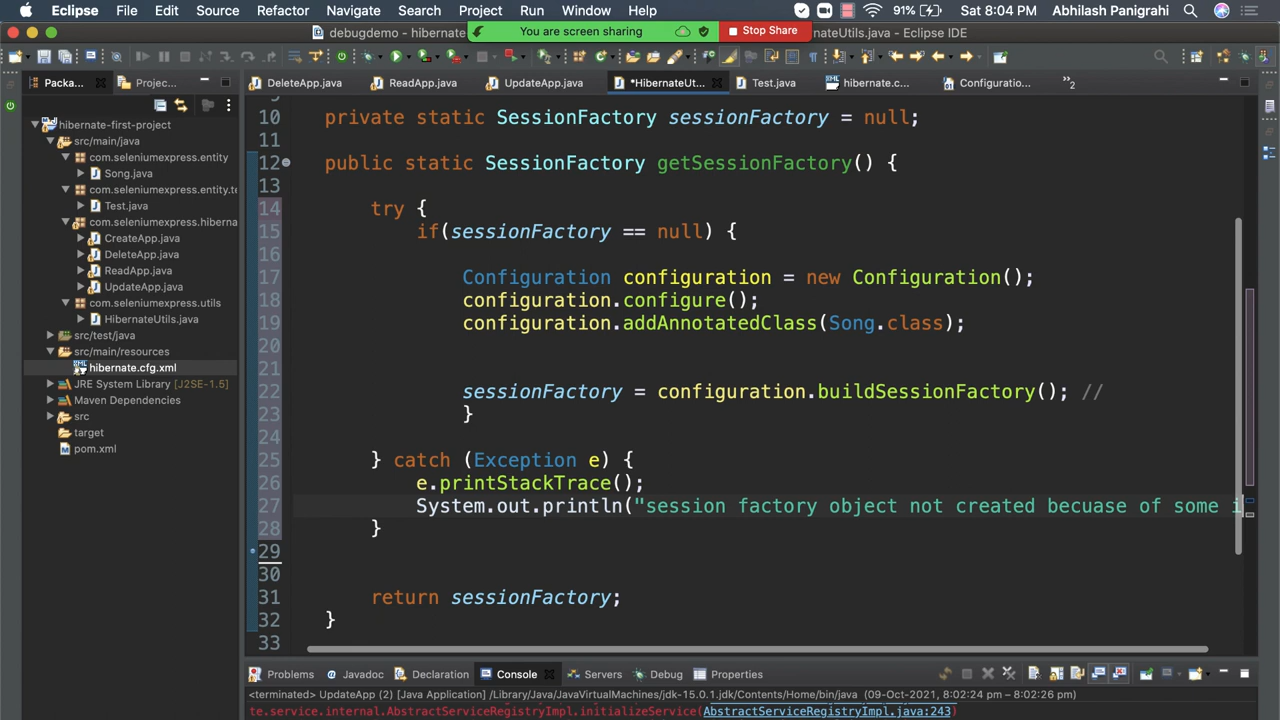 Eclipse File Edit Source Refactor Navigate Search Project Run Window Help 91% Sat 8:04 PM Abhilash Panigrahi
debugdemo - hibernate You are screen sharing Stop Share rnateUtils.java - Eclipse IDE
Packa... Projec... DeleteApp.java ReadApp.java UpdateApp.java *HibernateUt... Test.java hibernate.c... Configuratio... »2
hibernate-first-project
src/main/java
com.seleniumexpress.entity
Song.java
com.seleniumexpress.entity.te
Test.java
com.seleniumexpress.hiberna
CreateApp.java
DeleteApp.java
ReadApp.java
UpdateApp.java
com.seleniumexpress.utils
HibernateUtils.java
src/test/java
src/main/resources
hibernate.cfg.xml
JRE System Library [J2SE-1.5]
Maven Dependencies
src
target
pom.xml
10 private static SessionFactory sessionFactory = null;
11
12 public static SessionFactory getSessionFactory() {
13
14 try {
15 if(sessionFactory == null) {
16
17 Configuration configuration = new Configuration();
18 configuration.configure();
19 configuration.addAnnotatedClass(Song.class);
20
21
22 sessionFactory = configuration.buildSessionFactory(); //
23 }
24
25 } catch (Exception e) {
26 e.printStackTrace();
27 System.out.println("session factory object not created becuase of some i
28 }
29
30
31 return sessionFactory;
32 }
33
Problems Javadoc Declaration Console Servers Debug Properties
<terminated> UpdateApp (2) [Java Application] /Library/Java/JavaVirtualMachines/jdk-15.0.1.jdk/Contents/Home/bin/java (09-Oct-2021, 8:02:24 pm – 8:02:26 pm)
te.service.internal.AbstractServiceRegistryImpl.initializeService(AbstractServiceRegistryImpl.java:243)